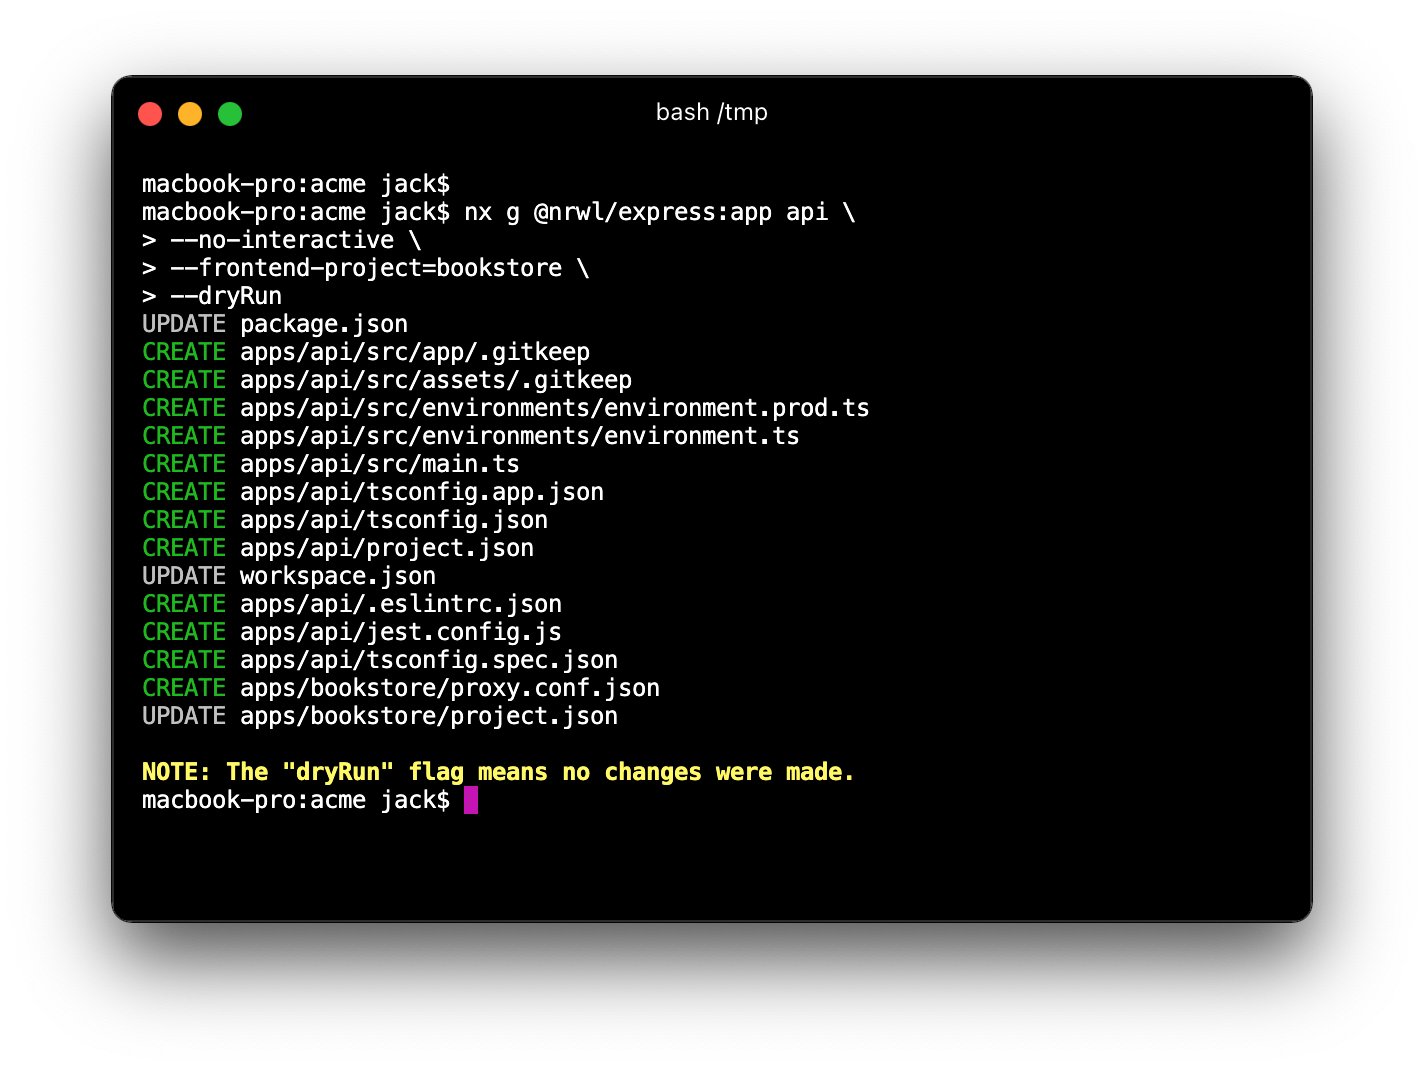 bash /tmp
macbook-pro:acme jack$
macbook-pro:acme jack$ nx g @nrwl/express:app api \
> --no-interactive \
> --frontend-project=bookstore \
> --dryRun
UPDATE package.json
CREATE apps/api/src/app/.gitkeep
CREATE apps/api/src/assets/.gitkeep
CREATE apps/api/src/environments/environment.prod.ts
CREATE apps/api/src/environments/environment.ts
CREATE apps/api/src/main.ts
CREATE apps/api/tsconfig.app.json
CREATE apps/api/tsconfig.json
CREATE apps/api/project.json
UPDATE workspace.json
CREATE apps/api/.eslintrc.json
CREATE apps/api/jest.config.js
CREATE apps/api/tsconfig.spec.json
CREATE apps/bookstore/proxy.conf.json
UPDATE apps/bookstore/project.json
NOTE: The "dryRun" flag means no changes were made.
macbook-pro:acme jack$